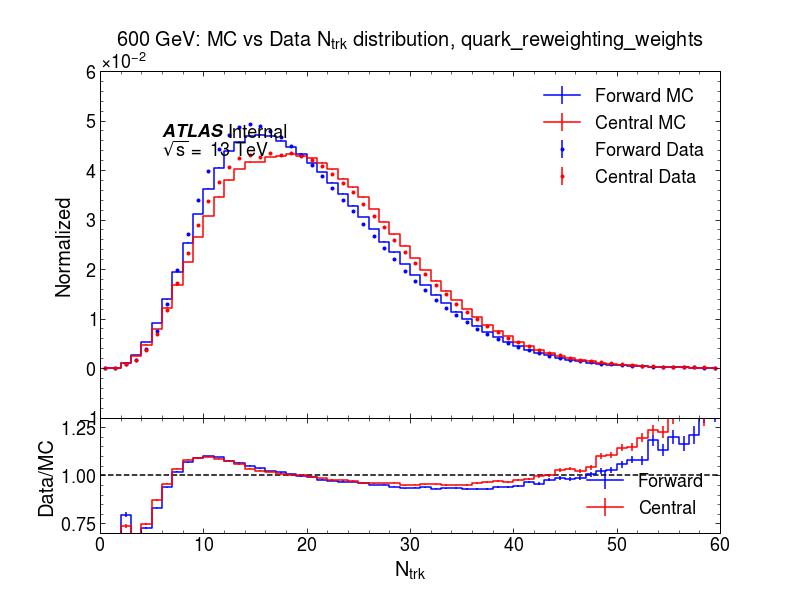 600 GeV: MC vs Data Ntrk distribution, quark_reweighting_weights
×10−2
6
5
4
3
2
1
0
−1
Normalized
ATLAS Internal
√s = 13 TeV
Forward MC
Central MC
Forward Data
Central Data
1.25
1.00
0.75
Data/MC
Forward
Central
0 10 20 30 40 50 60
Ntrk